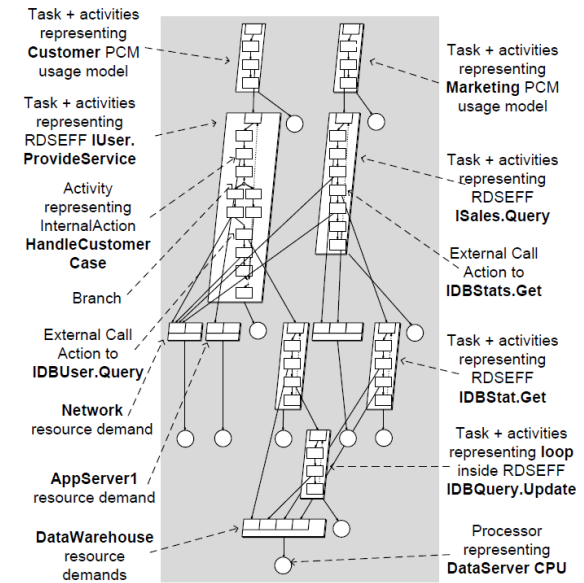 Task + activities
representing
Customer PCM
usage model
Task + activities
representing
RDSEFF IUser.
ProvideService
Activity
representing
InternalAction
HandleCustomer
Case
Branch
External Call
Action to
IDBUser.Query
Network
resource demand
AppServer1
resource demand
DataWarehouse
resource
demands
Task + activities
representing
Marketing PCM
usage model
Task + activities
representing
RDSEFF
ISales.Query
External Call
Action to
IDBStats.Get
Task + activities
representing
RDSEFF
IDBStat.Get
Task + activities
representing loop
inside RDSEFF
IDBQuery.Update
Processor
representing
DataServer CPU